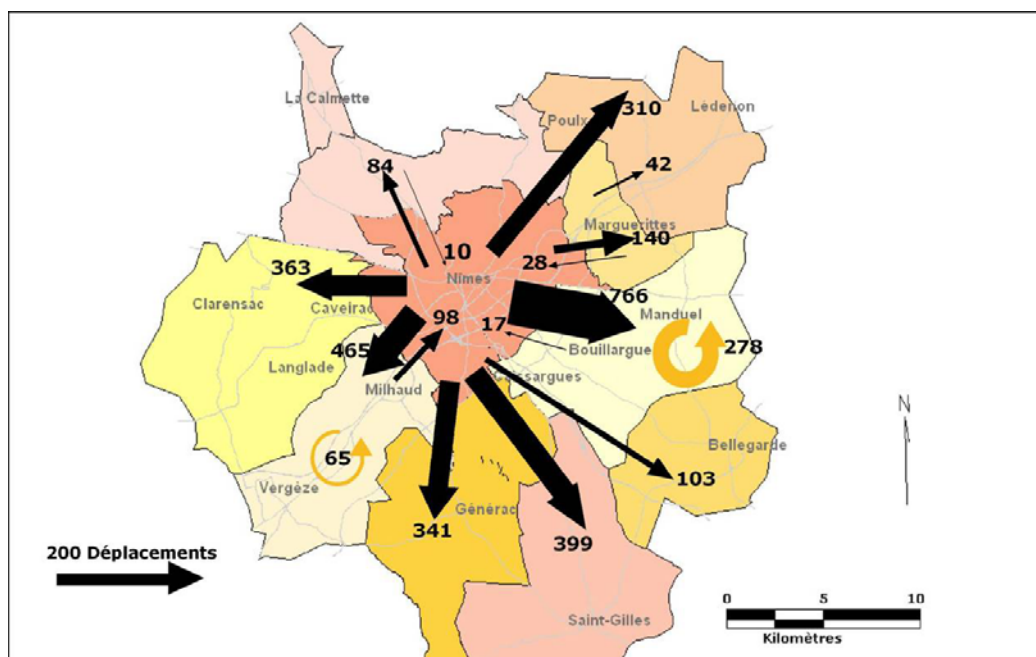 La Calmette
Poulx
310
Lédenon
84
42
Marguerittes
140
10
28
Nîmes
363
Clarensac
Caveirac
766
98
17
Manduel
465
Bouillargue
278
Langlade
Milhaud
Caissargues
N
Bellegarde
65
103
Vergèze
Générac
341
399
200 Déplacements
0
5
10
Saint-Gilles
Kilomètres